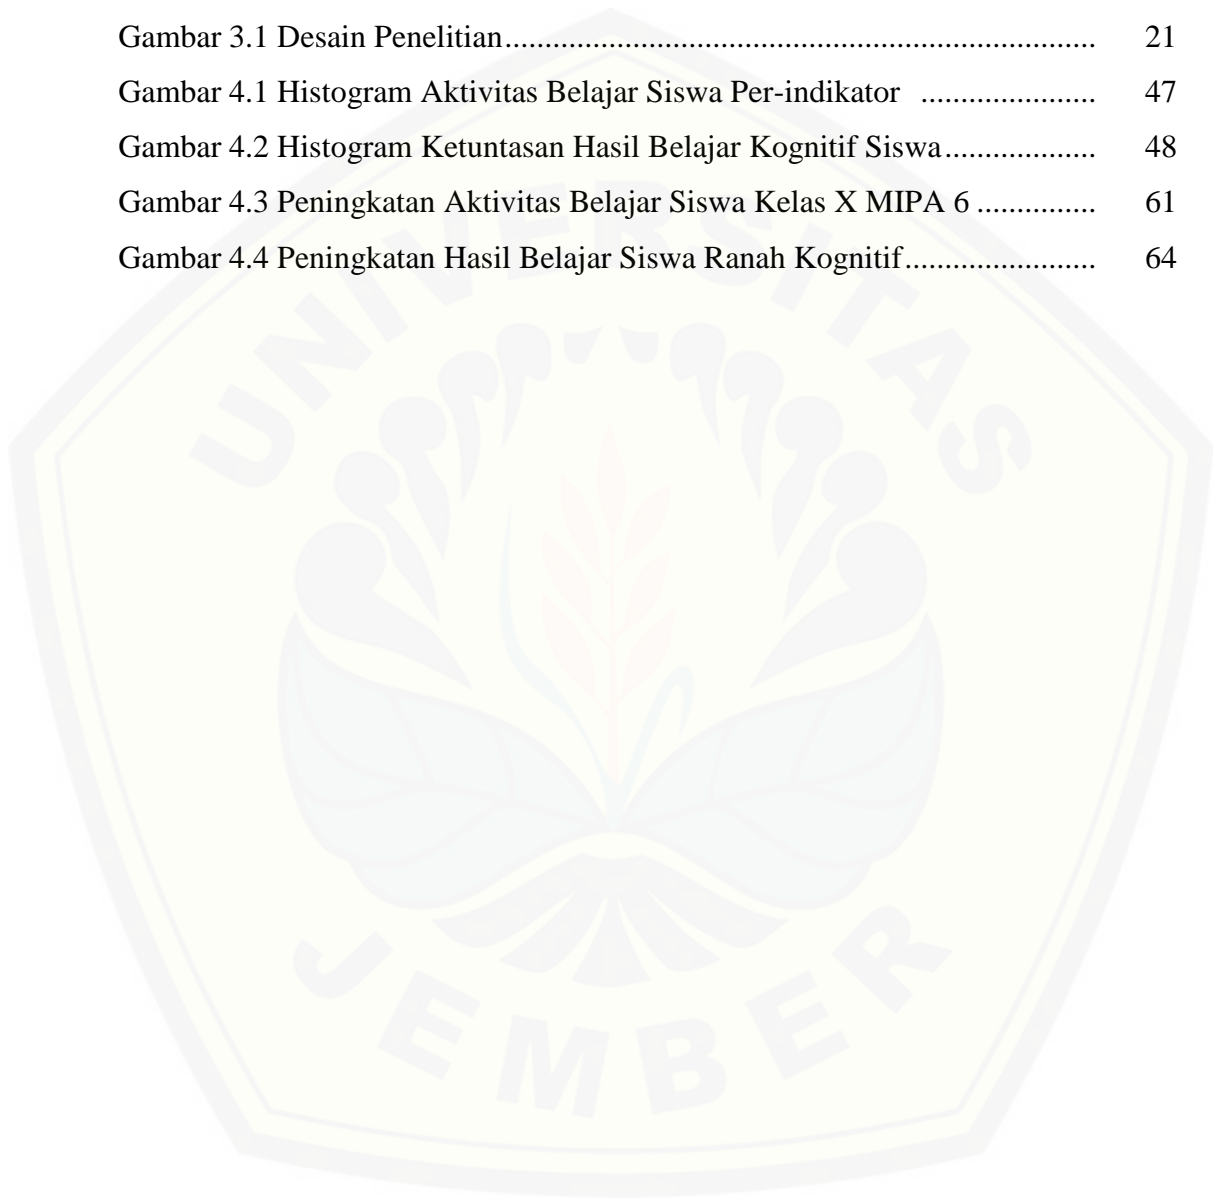 Gambar 3.1 Desain Penelitian......................................................................... 21
Gambar 4.1 Histogram Aktivitas Belajar Siswa Per-indikator ...................... 47
Gambar 4.2 Histogram Ketuntasan Hasil Belajar Kognitif Siswa................... 48
Gambar 4.3 Peningkatan Aktivitas Belajar Siswa Kelas X MIPA 6 ............... 61
Gambar 4.4 Peningkatan Hasil Belajar Siswa Ranah Kognitif........................ 64
UNIVERSITAS
JEMBER